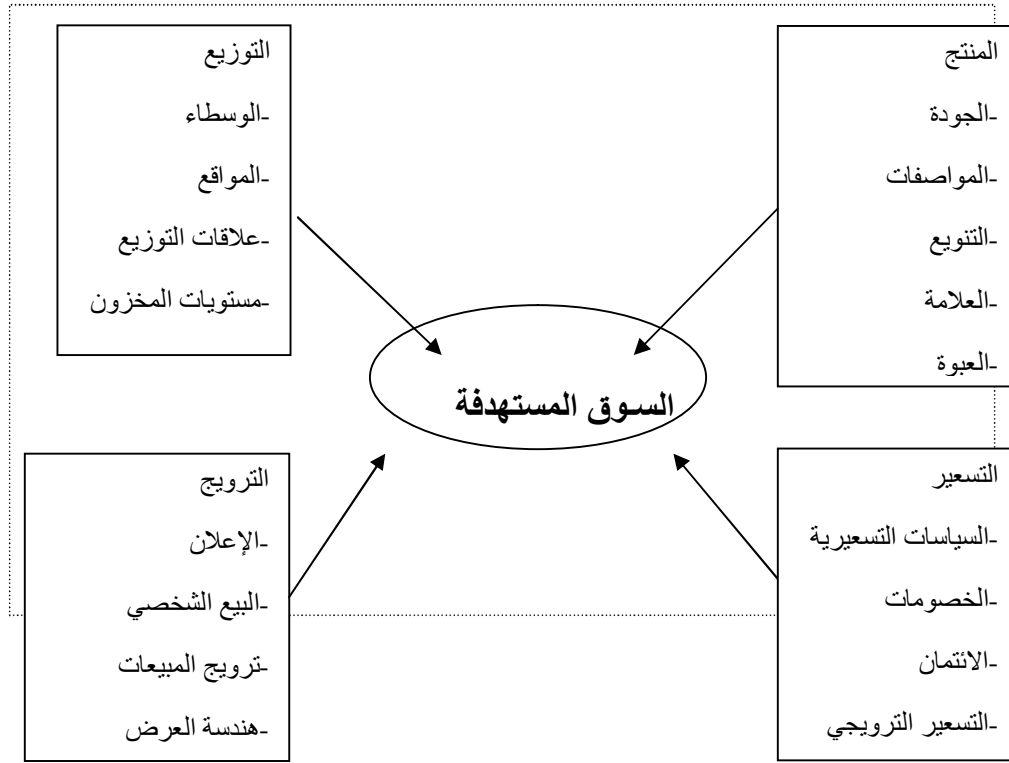 المنتج
-الجودة
-المواصفات
-التنويع
-العلامة
-العبوة
التوزيع
-الوسطاء
-المواقع
-علاقات التوزيع
-مستويات المخزون
السوق المستهدفة
التسعير
-السياسات التسعيرية
-الخصومات
-الائتمان
-التسعير الترويجي
الترويج
-الإعلان
-البيع الشخصي
-ترويج المبيعات
-هندسة العرض